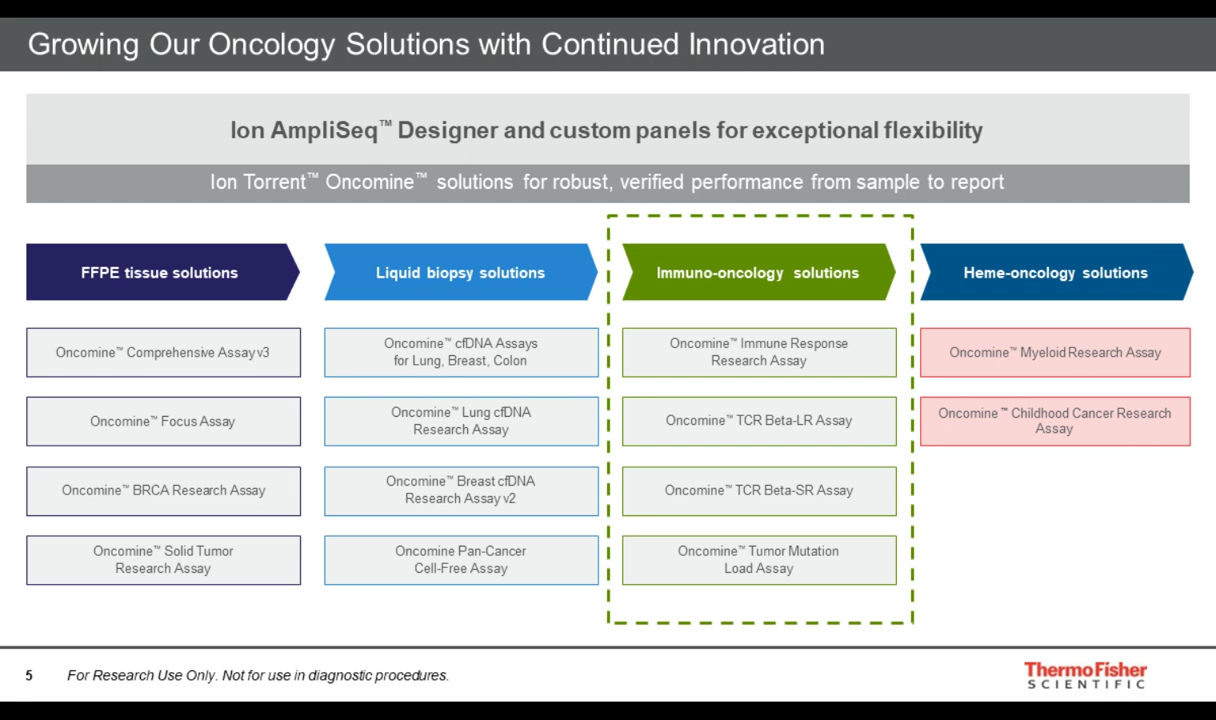 Growing Our Oncology Solutions with Continued Innovation
Ion AmpliSeq™ Designer and custom panels for exceptional flexibility
Ion Torrent™ Oncomine™ solutions for robust, verified performance from sample to report
FFPE tissue solutions
Oncomine™ Comprehensive Assay v3
Oncomine™ Focus Assay
Oncomine™ BRCA Research Assay
Oncomine™ Solid Tumor
Research Assay
Liquid biopsy solutions
Oncomine™ cfDNA Assays
for Lung, Breast, Colon
Oncomine™ Lung cfDNA
Research Assay
Oncomine™ Breast cfDNA
Research Assay v2
Oncomine Pan-Cancer
Cell-Free Assay
Immuno-oncology solutions
Oncomine™ Immune Response
Research Assay
Oncomine™ TCR Beta-LR Assay
Oncomine™ TCR Beta-SR Assay
Oncomine™ Tumor Mutation
Load Assay
Heme-oncology solutions
Oncomine™ Myeloid Research Assay
Oncomine™ Childhood Cancer Research
Assay
5
For Research Use Only. Not for use in diagnostic procedures.
ThermoFisher
SCIENTIFIC